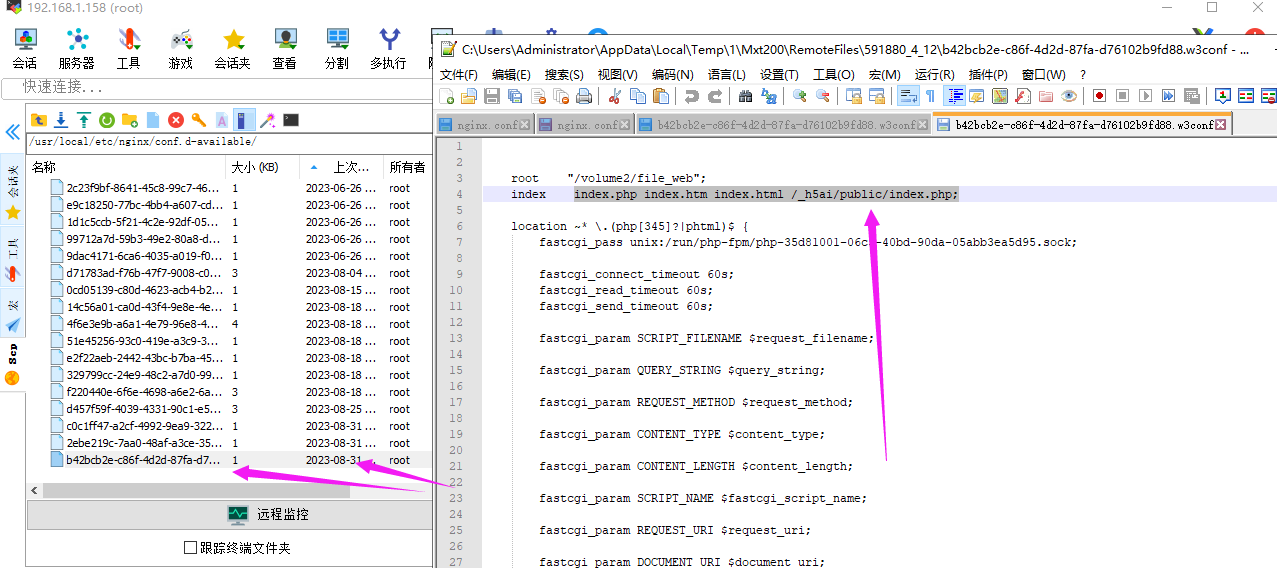 192.168.1.158 (root)
会话 服务器 工具 游戏 会话夹 查看 分割 多执行
快速连接...
/usr/local/etc/nginx/conf.d-available/
名称 大小 (KB) 上次... 所有者
2c23f9bf-8641-45c8-99c7-46... 1 2023-06-26 ... root
e9c18250-77bc-4bb4-a607-cd... 1 2023-06-26 ... root
1d1c5ccb-5f21-4c2e-92df-05... 1 2023-06-26 ... root
99712a7d-59b3-49e2-80a8-d... 1 2023-06-26 ... root
9dac4171-6ca6-4035-a019-f0... 1 2023-06-26 ... root
d71783ad-f76b-47f7-9008-c0... 3 2023-08-04 ... root
0cd05139-c80d-4623-acb4-b2... 1 2023-08-15 ... root
14c56a01-ca0d-43f4-9e8e-4e... 1 2023-08-18 ... root
4f6e3e9b-a6a1-4e79-96e8-4... 4 2023-08-18 ... root
51e45256-93c0-419e-a3c9-3... 1 2023-08-18 ... root
e2f22aeb-2442-43bc-b7ba-45... 1 2023-08-18 ... root
329799cc-24e9-48c2-a7d0-99... 1 2023-08-18 ... root
f220440e-6f6e-4698-a6e2-6a... 3 2023-08-18 ... root
d457f59f-4039-4331-90c1-e5... 3 2023-08-25 ... root
c0c1ff47-a2cf-4992-9ea9-322... 1 2023-08-31 ... root
2ebe219c-7aa0-48af-a3ce-35... 1 2023-08-31 ... root
b42bcb2e-c86f-4d2d-87fa-d7... 1 2023-08-31 ... root
远程监控
跟踪终端文件夹
会话夹
工具
宏
Scp
C:\Users\Administrator\AppData\Local\Temp\1\Mxt200\RemoteFiles\591880_4_12\b42bcb2e-c86f-4d2d-87fa-d76102b9fd88.w3conf - ...
文件(F) 编辑(E) 搜索(S) 视图(V) 编码(N) 语言(L) 设置(T) 工具(O) 宏(M) 运行(R) 插件(P) 窗口(W) ?
nginx.conf nginx.conf b42bcb2e-c86f-4d2d-87fa-d76102b9fd88.w3conf b42bcb2e-c86f-4d2d-87fa-d76102b9fd88.w3conf
1
2
3 root "/volume2/file_web";
4 index index.php index.htm index.html /_h5ai/public/index.php;
5
6 location ~* \.(php[345]?|phtml)$ {
7 fastcgi_pass unix:/run/php-fpm/php-35d81001-06 -40bd-90da-05abb3ea5d95.sock;
8
9 fastcgi_connect_timeout 60s;
10 fastcgi_read_timeout 60s;
11 fastcgi_send_timeout 60s;
12
13 fastcgi_param SCRIPT_FILENAME $request_filename;
14
15 fastcgi_param QUERY_STRING $query_string;
16
17 fastcgi_param REQUEST_METHOD $request_method;
18
19 fastcgi_param CONTENT_TYPE $content_type;
20
21 fastcgi_param CONTENT_LENGTH $content_length;
22
23 fastcgi_param SCRIPT_NAME $fastcgi_script_name;
24
25 fastcgi_param REQUEST_URI $request_uri;
26
27 fastcgi_param DOCUMENT_URI $document_uri;